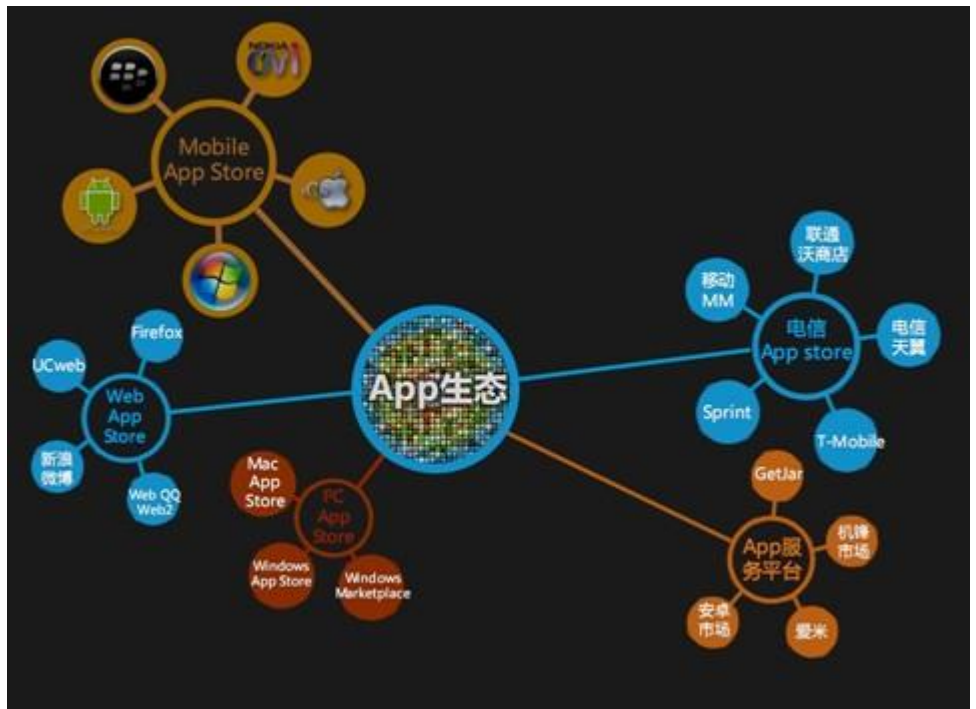 NOKIA
OVI
Mobile
App Store
联通
沃商店
移动
MM
电信
App store
电信
天翼
Sprint
T-Mobile
App生态
Firefox
UCweb
Web
App
Store
新浪
微博
Web QQ
Web2
Mac
App
Store
PC
App
Store
Windows
App Store
Windows
Marketplace
GetJar
机锋
市场
App服
务平台
安卓
市场
爱米